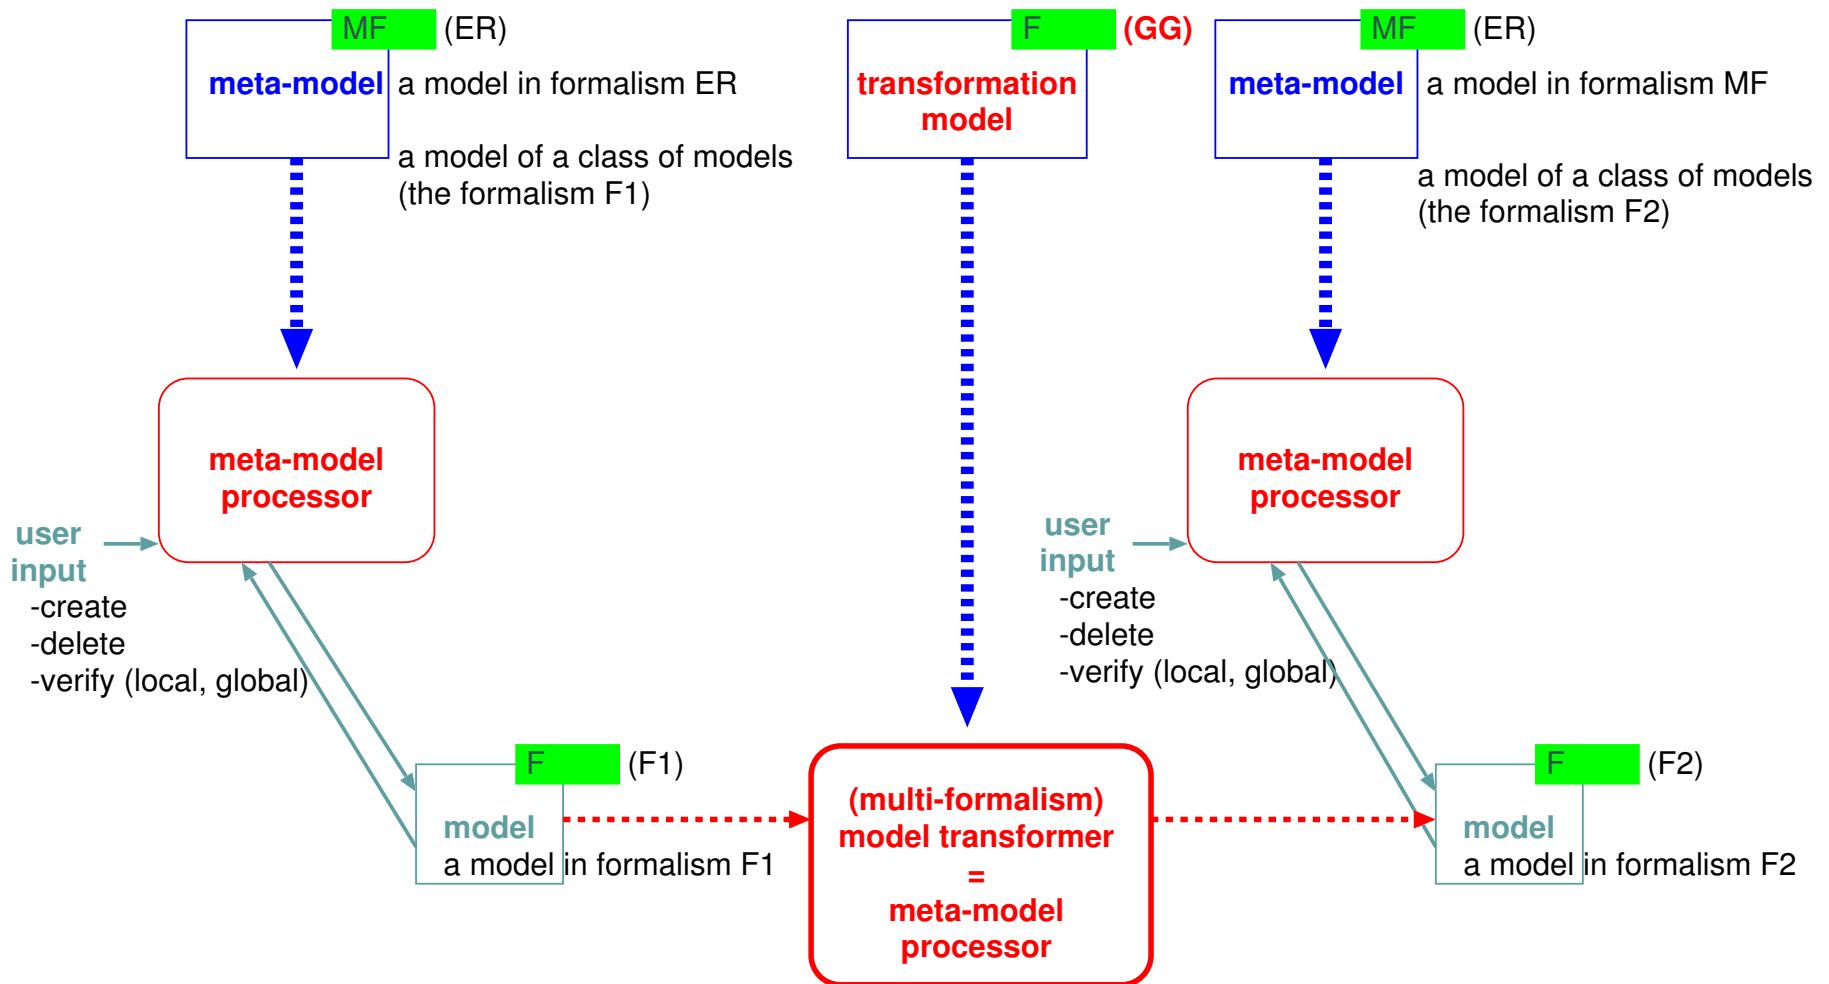 MF (ER)
meta-model a model in formalism ER
a model of a class of models
(the formalism F1)
F (GG)
transformation
model
MF (ER)
meta-model a model in formalism MF
a model of a class of models
(the formalism F2)
meta-model
processor
user
input
-create
-delete
-verify (local, global)
meta-model
processor
user
input
-create
-delete
-verify (local, global)
F (F1)
model
a model in formalism F1
(multi-formalism)
model transformer
=
meta-model
processor
F (F2)
model
a model in formalism F2